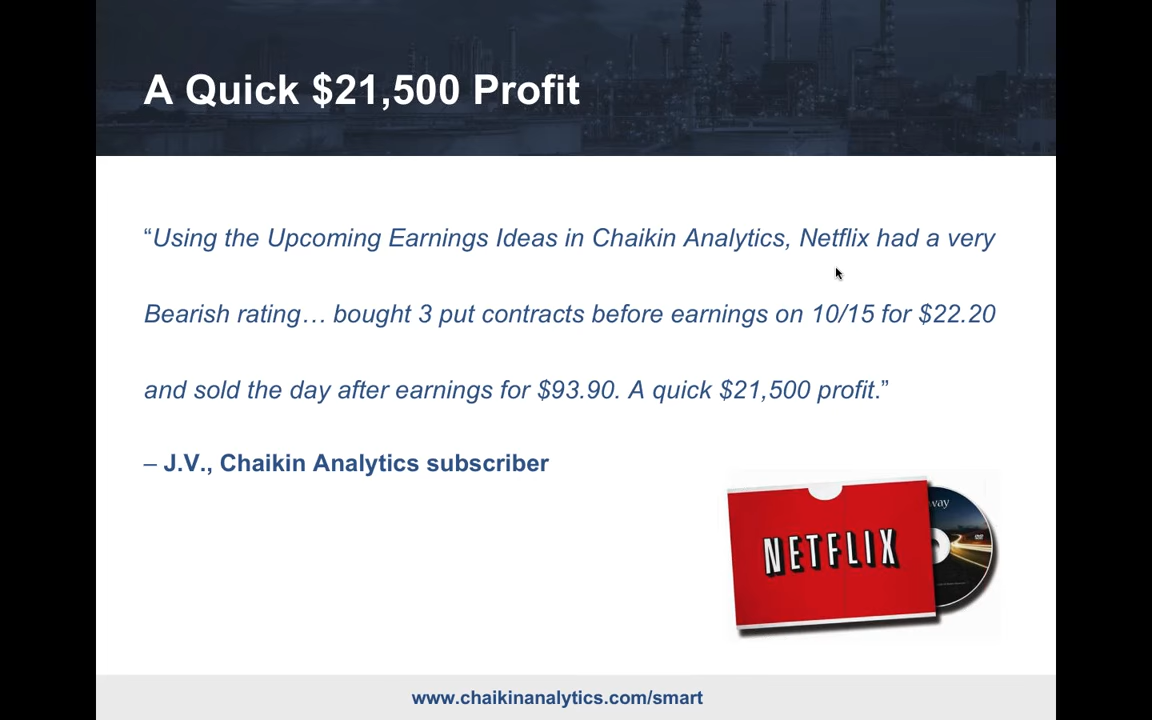 A Quick $21,500 Profit
“Using the Upcoming Earnings Ideas in Chaikin Analytics, Netflix had a very
Bearish rating… bought 3 put contracts before earnings on 10/15 for $22.20
and sold the day after earnings for $93.90. A quick $21,500 profit.”
– J.V., Chaikin Analytics subscriber
way
NETFLIX
www.chaikinanalytics.com/smart